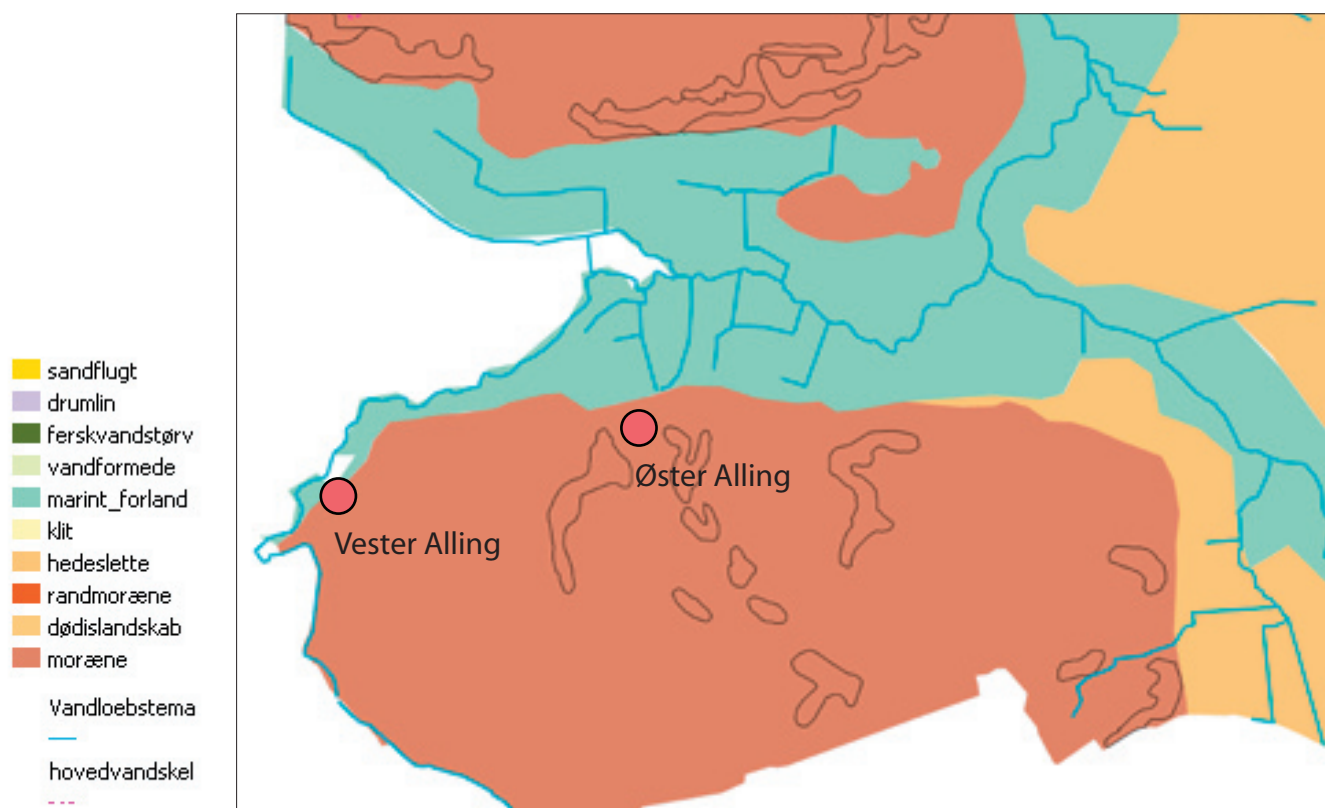 sandflugt
drumlin
ferskvandstørv
vandformede
marint_forland
klit
hedeslette
randmoræne
dødislandskab
moræne
Vandloebstema
hovedvandskel
Øster Alling
Vester Alling